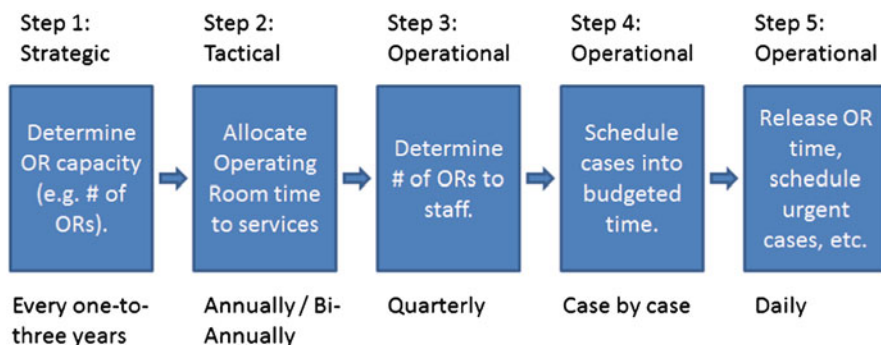 Step 1:
Strategic
Step 2:
Tactical
Step 3:
Operational
Step 4:
Operational
Step 5:
Operational
Determine
OR capacity
(e.g. # of
ORs).
Allocate
Operating
Room time
to services
Determine
# of ORs to
staff.
Schedule
cases into
budgeted
time.
Release OR
time,
schedule
urgent
cases, etc.
Every one-to-
three years
Annually / Bi-
Annually
Quarterly
Case by case
Daily